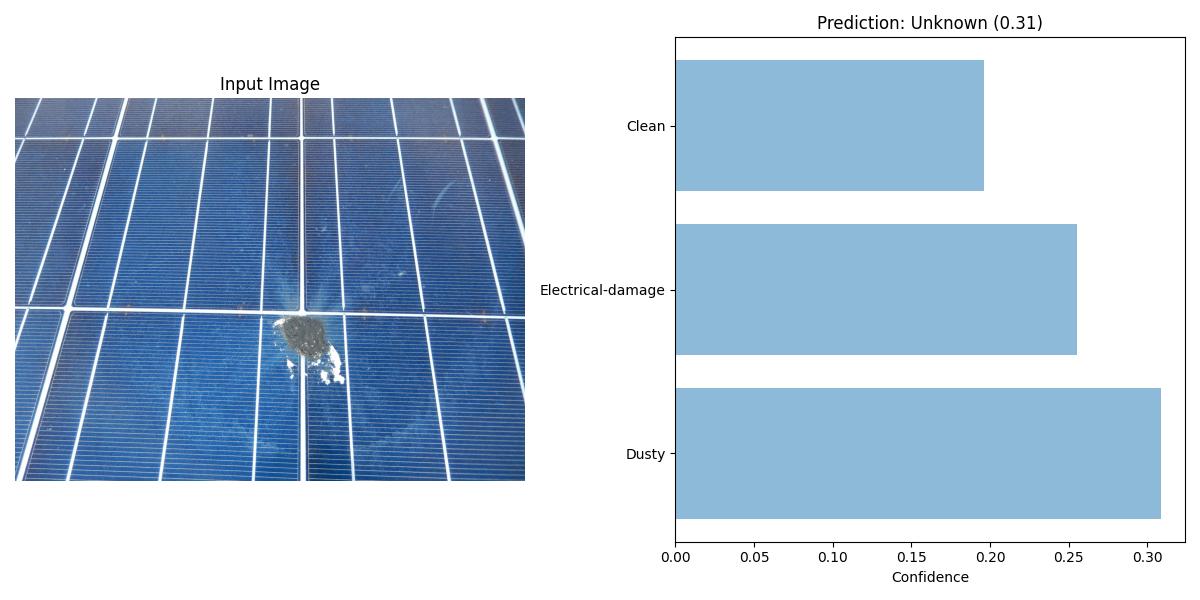 Input Image
Prediction: Unknown (0.31)
Clean
Electrical-damage
Dusty
0.00 0.05 0.10 0.15 0.20 0.25 0.30
Confidence